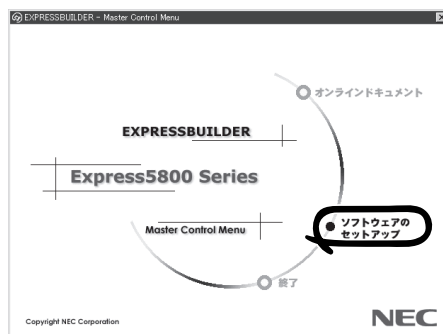 EXPRESSBUILDER - Master Control Menu
オンラインドキュメント
EXPRESSBUILDER
Express5800 Series
Master Control Menu
ソフトウェアの
セットアップ
終了
Copyright NEC Corporation
NEC